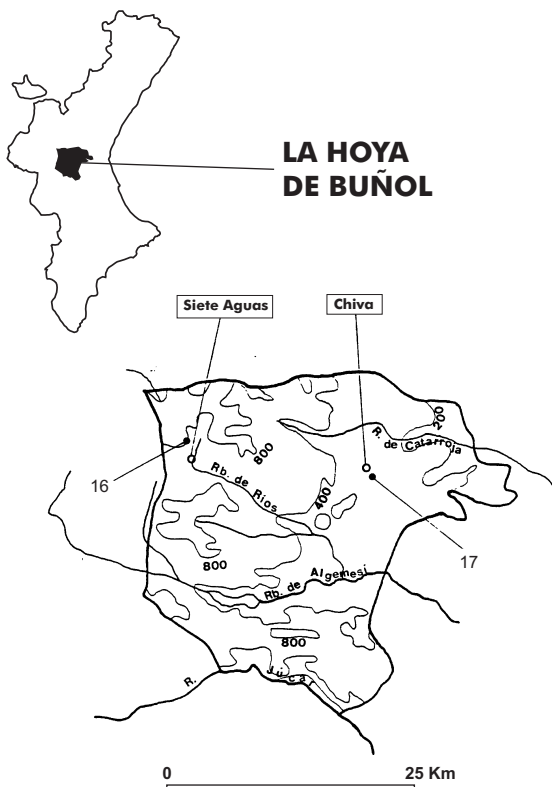 LA HOYA
DE BUÑOL
Siete Aguas
Chiva
200
R. de Catarroja
800
16
Rb. de Rios
400
17
800
Rb. de Algemesi
800
R. Júcar
0 25 Km